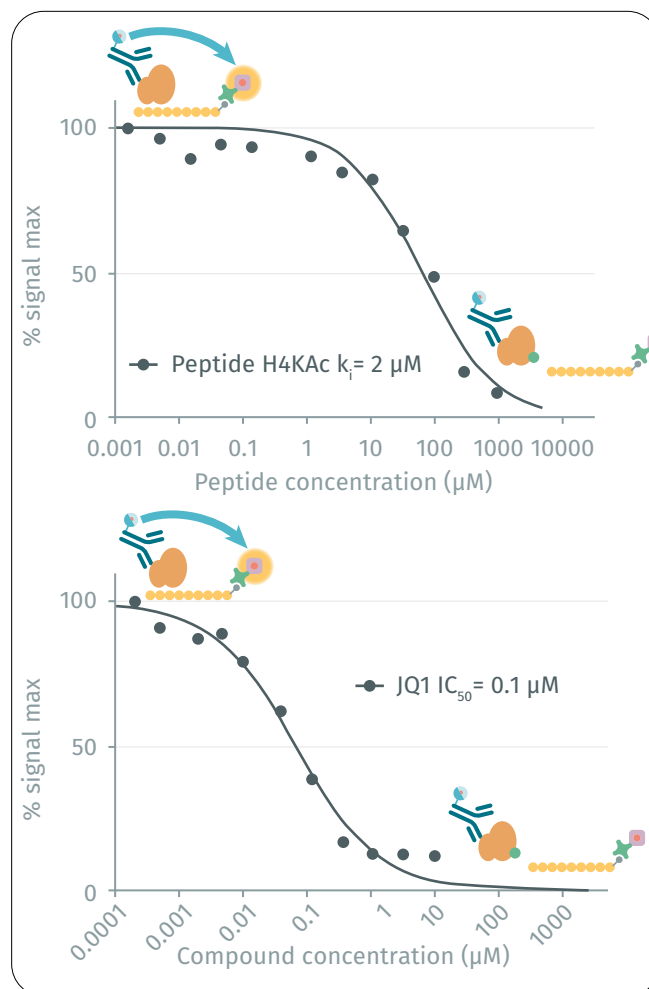 100
50
0
% signal max
Peptide H4KAc kᵢ= 2 µM
0.001 0.01 0.1 1 10 100 1000 10000
Peptide concentration (µM)
100
50
0
% signal max
JQ1 IC₅₀= 0.1 µM
0.0001 0.001 0.01 0.1 1 10 100 1000
Compound concentration (µM)